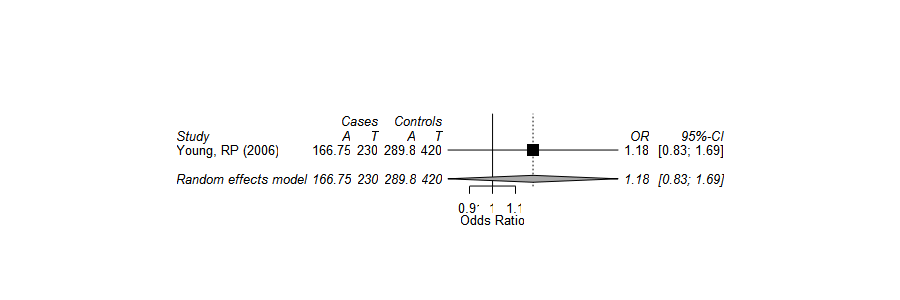 Cases Controls
Study A T A T OR 95%-CI
Young, RP (2006) 166.75 230 289.8 420 1.18 [0.83; 1.69]
Random effects model 166.75 230 289.8 420 1.18 [0.83; 1.69]
1
Odds Ratio